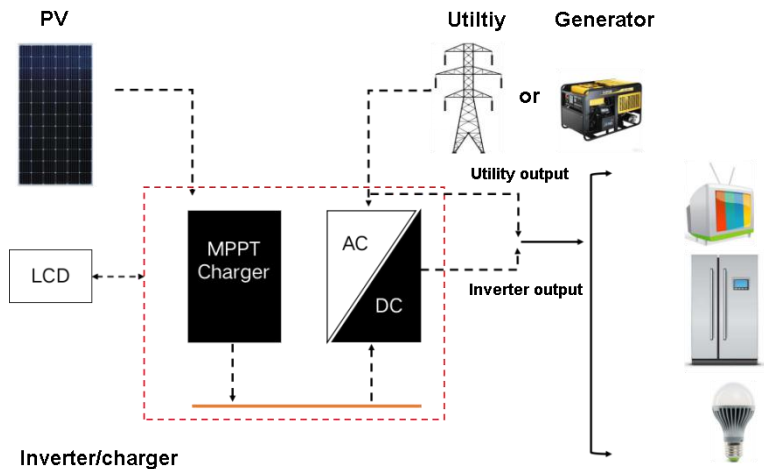 PV
Utiltiy
Generator
or
Utility output
MPPT
Charger
AC
DC
LCD
Inverter output
Inverter/charger